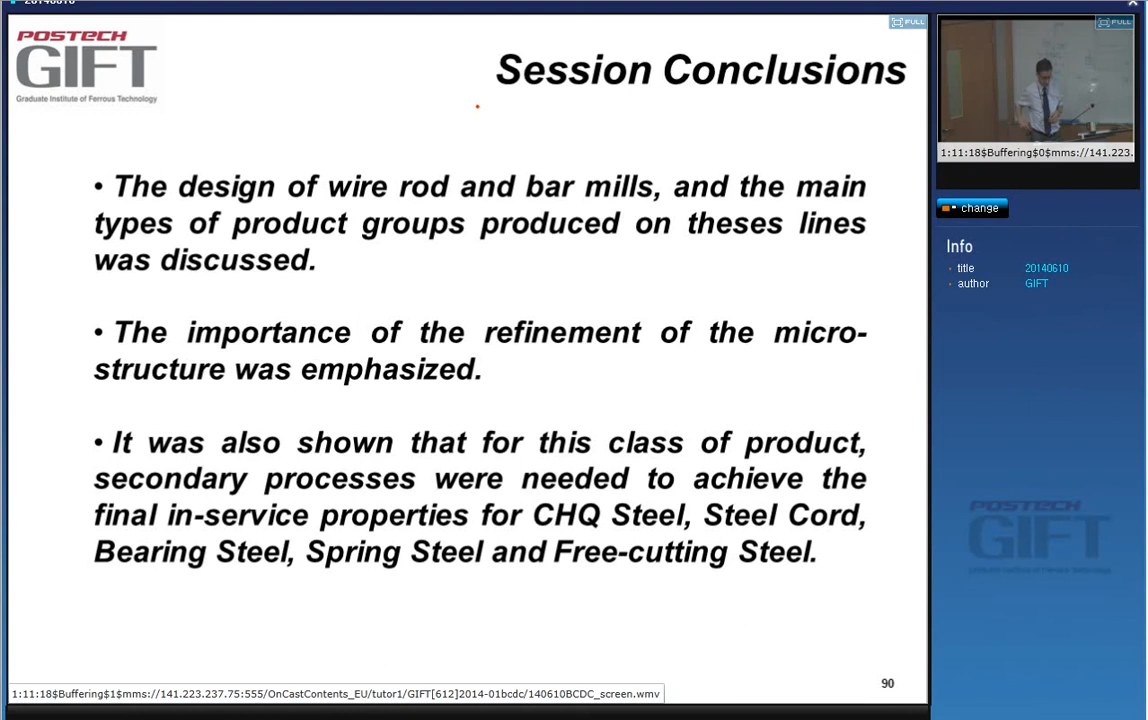 20140610
POSTECH
GIFT
Graduate Institute of Ferrous Technology
FULL
Session Conclusions
• The design of wire rod and bar mills, and the main
types of product groups produced on theses lines
was discussed.
• The importance of the refinement of the micro-
structure was emphasized.
• It was also shown that for this class of product,
secondary processes were needed to achieve the
final in-service properties for CHQ Steel, Steel Cord,
Bearing Steel, Spring Steel and Free-cutting Steel.
90
1:11:18$Buffering$1$mms://141.223.237.75:555/OnCastContents_EU/tutor1/GIFT[612]2014-01bcdc/140610BCDC_screen.wmv
FULL
1:11:18$Buffering$0$mms://141.223.
change
Info
title 20140610
author GIFT
POSTECH
GIFT